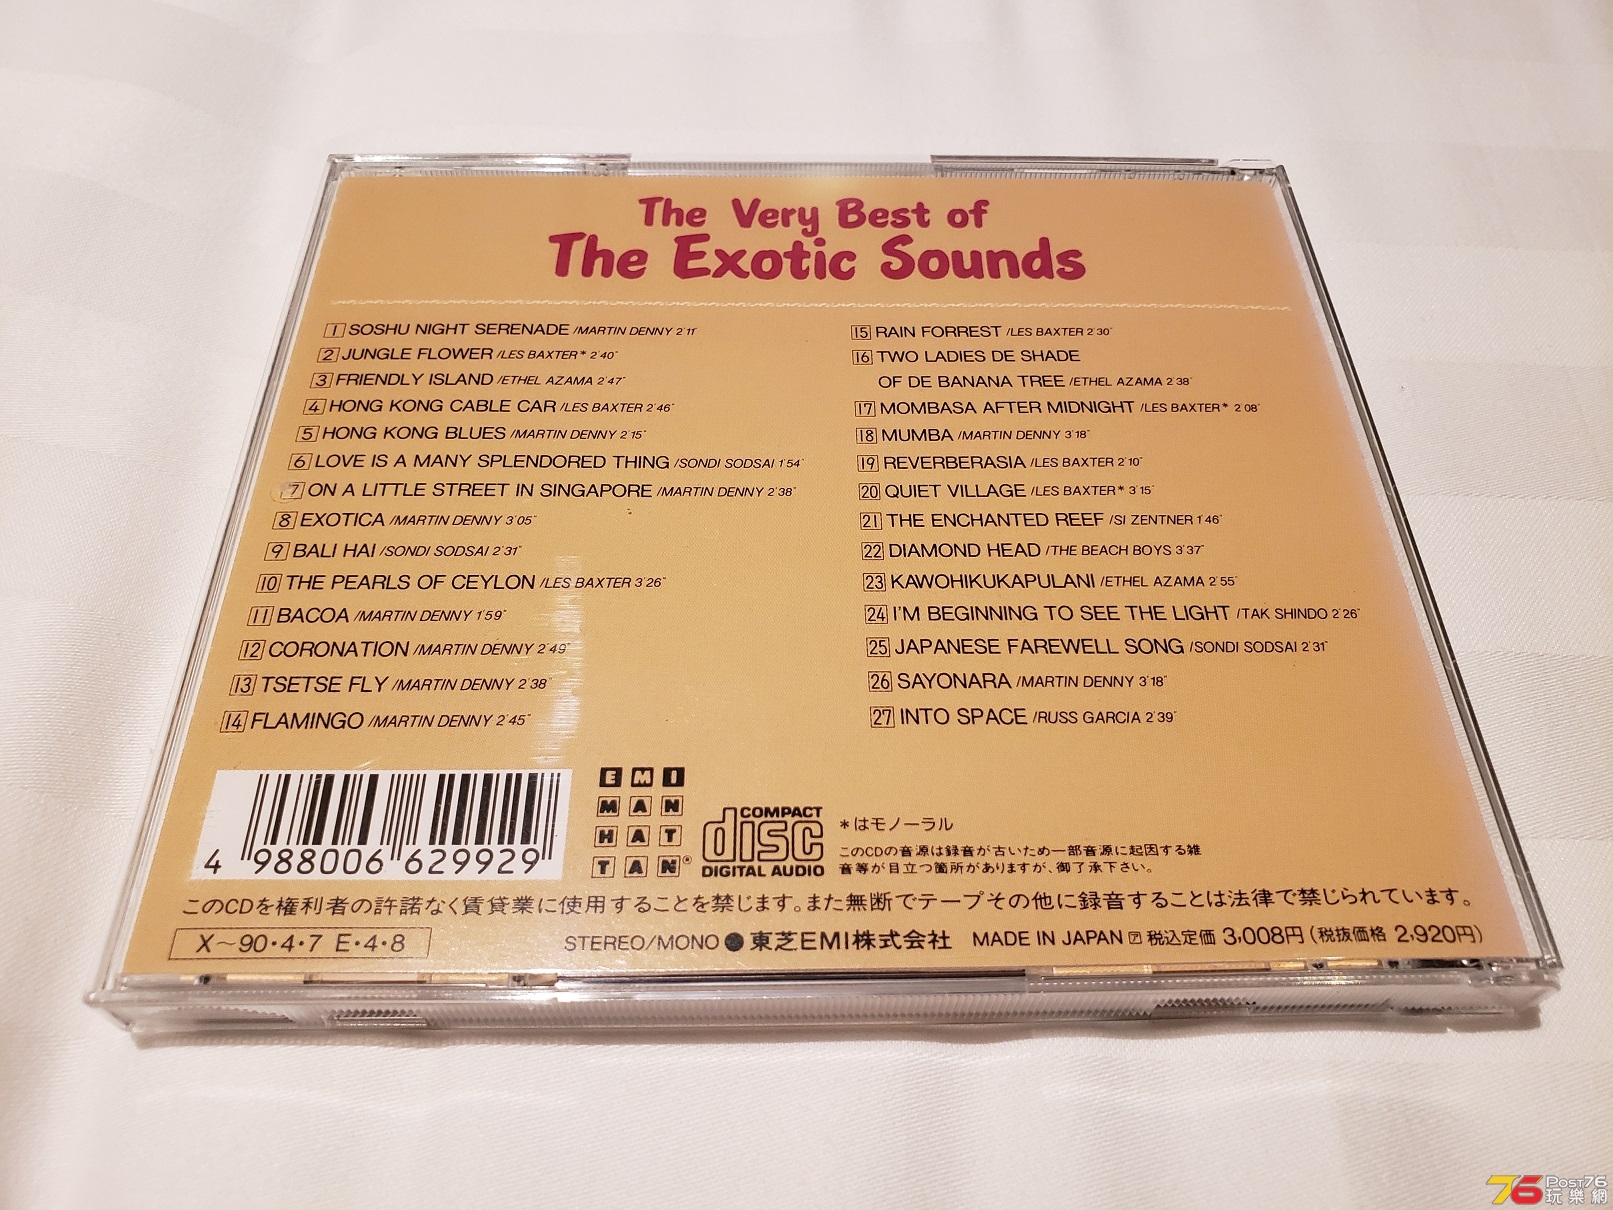 The Very Best of
The Exotic Sounds
1 SOSHU NIGHT SERENADE /MARTIN DENNY 2'11"
2 JUNGLE FLOWER /LES BAXTER* 2'40"
3 FRIENDLY ISLAND /ETHEL AZAMA 2'47"
4 HONG KONG CABLE CAR /LES BAXTER 2'46"
5 HONG KONG BLUES /MARTIN DENNY 2'15"
6 LOVE IS A MANY SPLENDORED THING /SONDI SODSAI 1'54"
7 ON A LITTLE STREET IN SINGAPORE /MARTIN DENNY 2'38"
8 EXOTICA /MARTIN DENNY 3'05"
9 BALI HAI /SONDI SODSAI 2'31"
10 THE PEARLS OF CEYLON /LES BAXTER 3'26"
11 BACOA /MARTIN DENNY 1'59"
12 CORONATION /MARTIN DENNY 2'49"
13 TSETSE FLY /MARTIN DENNY 2'38"
14 FLAMINGO /MARTIN DENNY 2'45"
15 RAIN FORREST /LES BAXTER 2'30"
16 TWO LADIES DE SHADE
OF DE BANANA TREE /ETHEL AZAMA 2'38"
17 MOMBASA AFTER MIDNIGHT /LES BAXTER* 2'08"
18 MUMBA /MARTIN DENNY 3'18"
19 REVERBERASIA /LES BAXTER 2'10"
20 QUIET VILLAGE /LES BAXTER* 3'15"
21 THE ENCHANTED REEF /SI ZENTNER 1'46"
22 DIAMOND HEAD /THE BEACH BOYS 3'37"
23 KAWOHIKUKAPULANI /ETHEL AZAMA 2'55"
24 I'M BEGINNING TO SEE THE LIGHT /TAK SHINDO 2'26"
25 JAPANESE FAREWELL SONG /SONDI SODSAI 2'31"
26 SAYONARA /MARTIN DENNY 3'18"
27 INTO SPACE /RUSS GARCIA 2'39"
4 988006 629929
EMI
MAN
HAT
TAN®
COMPACT
disc
DIGITAL AUDIO
*はモノーラル
このCDの音源は録音が古いため一部音源に起因する雑
音等が目立つ箇所がありますが、御了承下さい。
このCDを権利者の許諾なく賃貸業に使用することを禁じます。また無断でテープその他に録音することは法律で禁じられています。
X〜90・4・7 E・4・8
STEREO/MONO ●東芝EMI株式会社 MADE IN JAPAN ㋐税込定価 3,008円(税抜価格 2,920円)
76 Post76
玩樂網